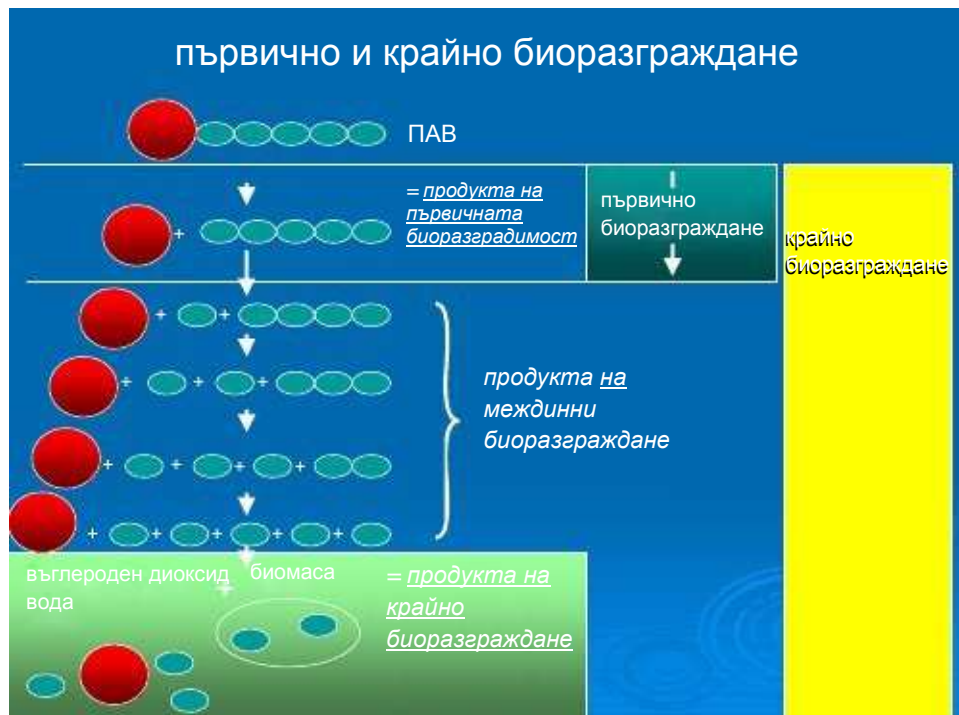 първично и крайно биоразграждане
ПАВ
= продукта на
първичната
биоразградимост
първично
биоразграждане
крайно
биоразграждане
+
+ +
+ + +
продукта на
междинни
биоразграждане
+ + + +
+ + + + +
въглероден диоксид
вода
+
биомаса
= продукта на
крайно
биоразграждане